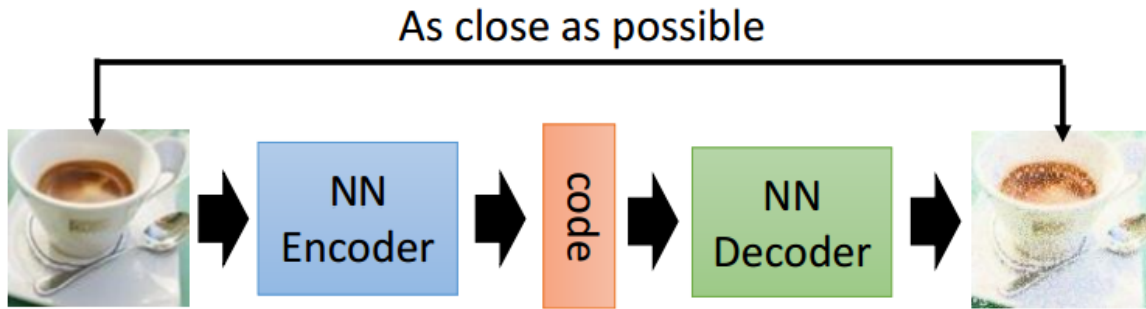 As close as possible
NN
Encoder
code
NN
Decoder